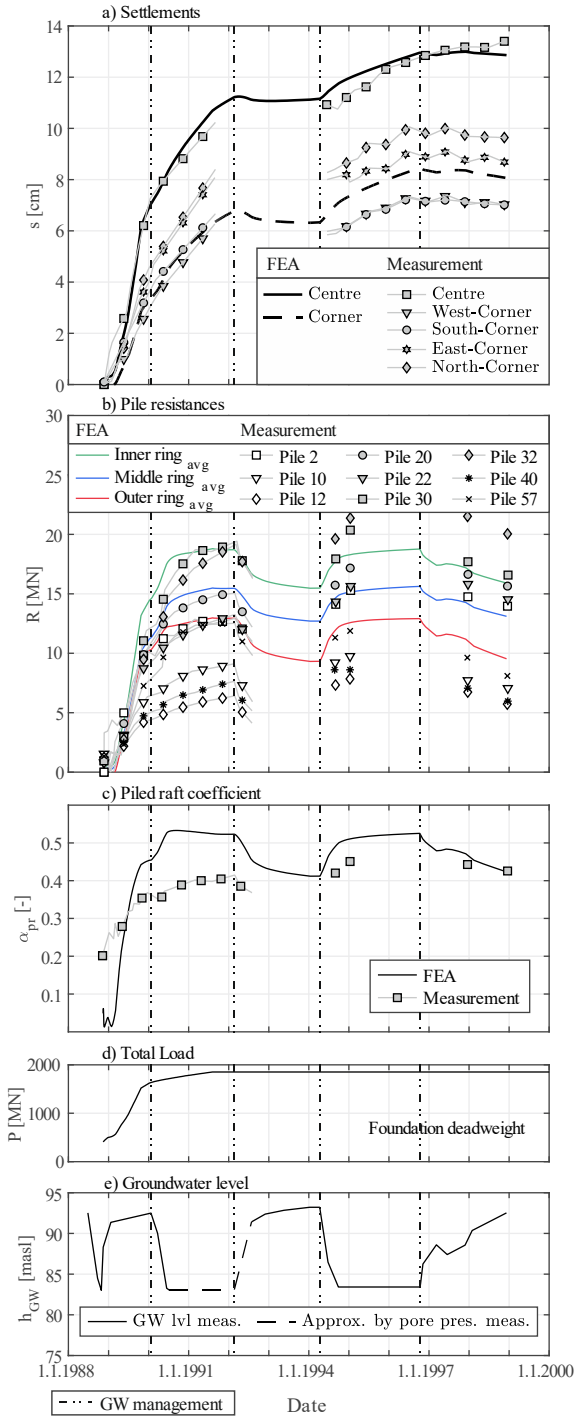 a) Settlements
14
12
10
8
6
4
2
0
s [cm]
FEA Measurement
Centre Centre
Corner West-Corner
South-Corner
East-Corner
North-Corner
b) Pile resistances
30
25
20
15
10
5
0
R [MN]
FEA Measurement
Inner ring avg Pile 2 Pile 20 Pile 32
Middle ring avg Pile 10 Pile 22 Pile 40
Outer ring avg Pile 12 Pile 30 Pile 57
c) Piled raft coefficient
0.5
0.4
0.3
0.2
0.1
αpr [-]
FEA
Measurement
d) Total Load
2000
1000
0
P [MN]
Foundation deadweight
e) Groundwater level
95
90
85
80
75
hGW [masl]
GW lvl meas. Approx. by pore pres. meas.
1.1.1988 1.1.1991 1.1.1994 1.1.1997 1.1.2000
GW management Date